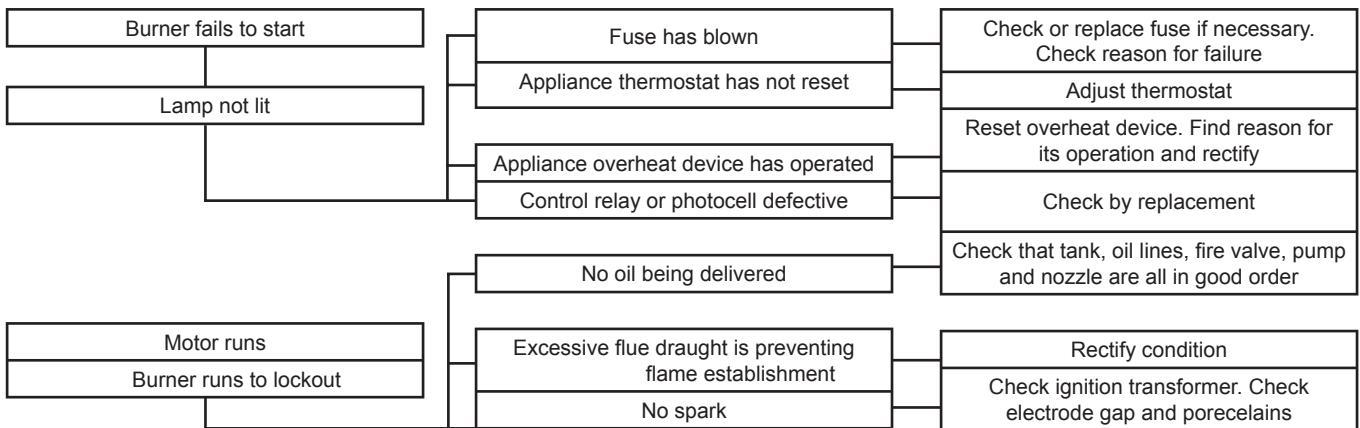 Burner fails to start
Lamp not lit
Fuse has blown
Appliance thermostat has not reset
Appliance overheat device has operated
Control relay or photocell defective
Check or replace fuse if necessary.
Check reason for failure
Adjust thermostat
Reset overheat device. Find reason for
its operation and rectify
Check by replacement
Motor runs
Burner runs to lockout
No oil being delivered
Excessive flue draught is preventing
flame establishment
No spark
Check that tank, oil lines, fire valve, pump
and nozzle are all in good order
Rectify condition
Check ignition transformer. Check
electrode gap and porecelains